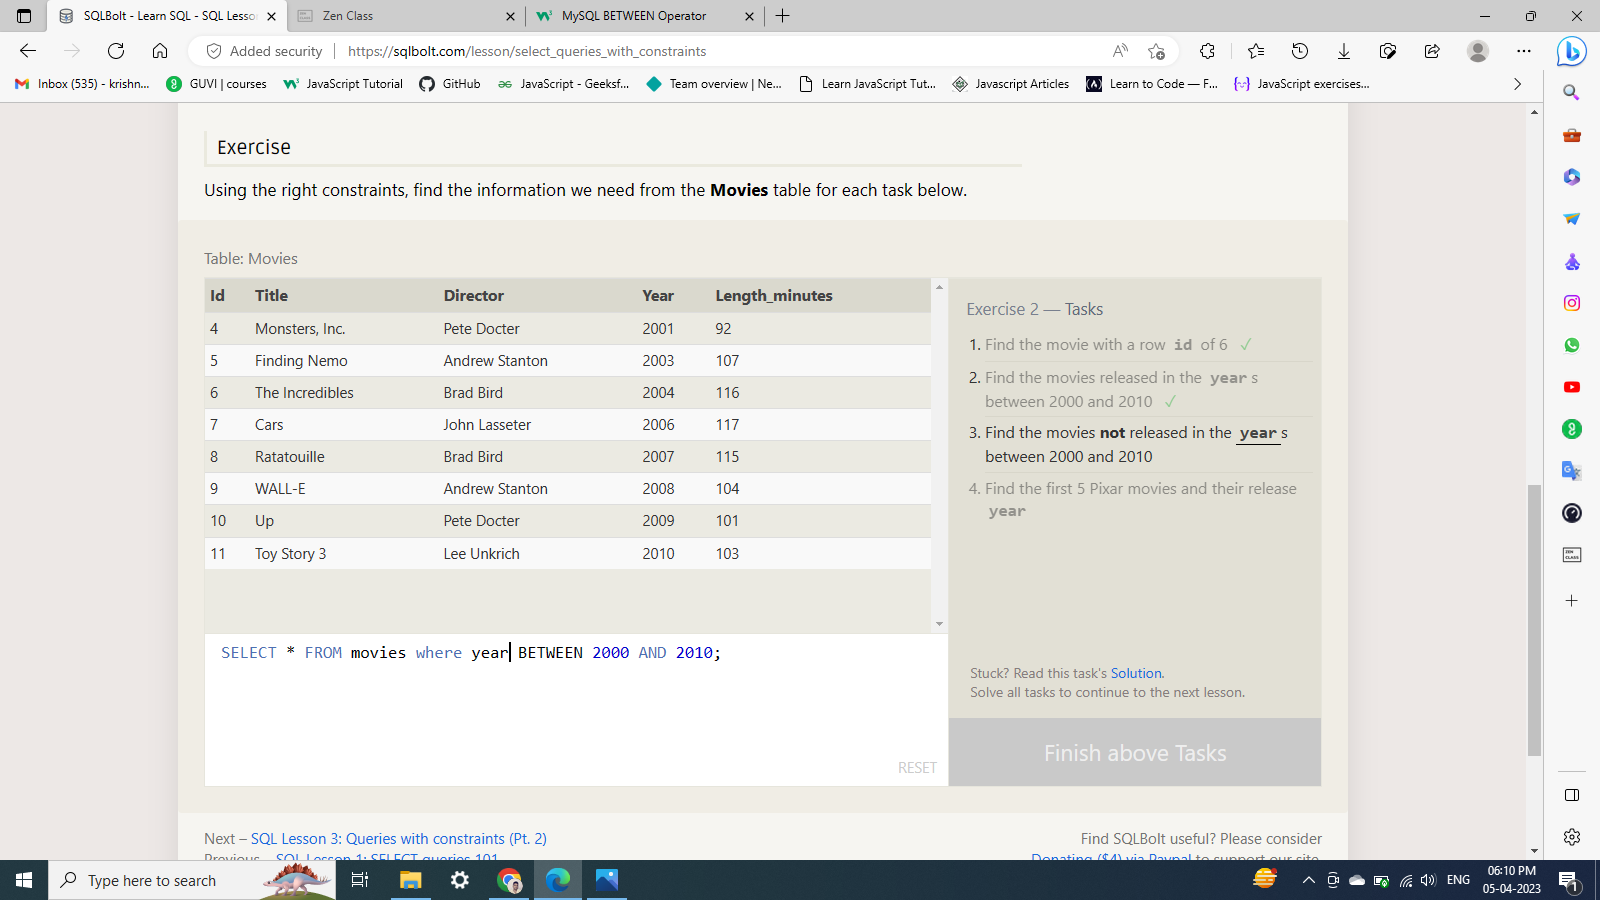 SQLBolt - Learn SQL - SQL Lesso
Zen Class
MySQL BETWEEN Operator
Added security
https://sqlbolt.com/lesson/select_queries_with_constraints
Inbox (535) - krishn...
GUVI | courses
JavaScript Tutorial
GitHub
JavaScript - Geeksf...
Team overview | Ne...
Learn JavaScript Tut...
Javascript Articles
Learn to Code — F...
JavaScript exercises...
Exercise
Using the right constraints, find the information we need from the Movies table for each task below.
Table: Movies
Id Title Director Year Length_minutes
4 Monsters, Inc. Pete Docter 2001 92
5 Finding Nemo Andrew Stanton 2003 107
6 The Incredibles Brad Bird 2004 116
7 Cars John Lasseter 2006 117
8 Ratatouille Brad Bird 2007 115
9 WALL-E Andrew Stanton 2008 104
10 Up Pete Docter 2009 101
11 Toy Story 3 Lee Unkrich 2010 103
SELECT * FROM movies where year BETWEEN 2000 AND 2010;
RESET
Exercise 2 — Tasks
1. Find the movie with a row id of 6 ✓
2. Find the movies released in the year s
between 2000 and 2010 ✓
3. Find the movies not released in the year s
between 2000 and 2010
4. Find the first 5 Pixar movies and their release
year
Stuck? Read this task's Solution.
Solve all tasks to continue to the next lesson.
Finish above Tasks
Next – SQL Lesson 3: Queries with constraints (Pt. 2)
Previous – SQL Lesson 1: SELECT queries 101
Find SQLBolt useful? Please consider
Donating ($4) via Paypal to support our site.
Type here to search
ENG
06:10 PM
05-04-2023
1